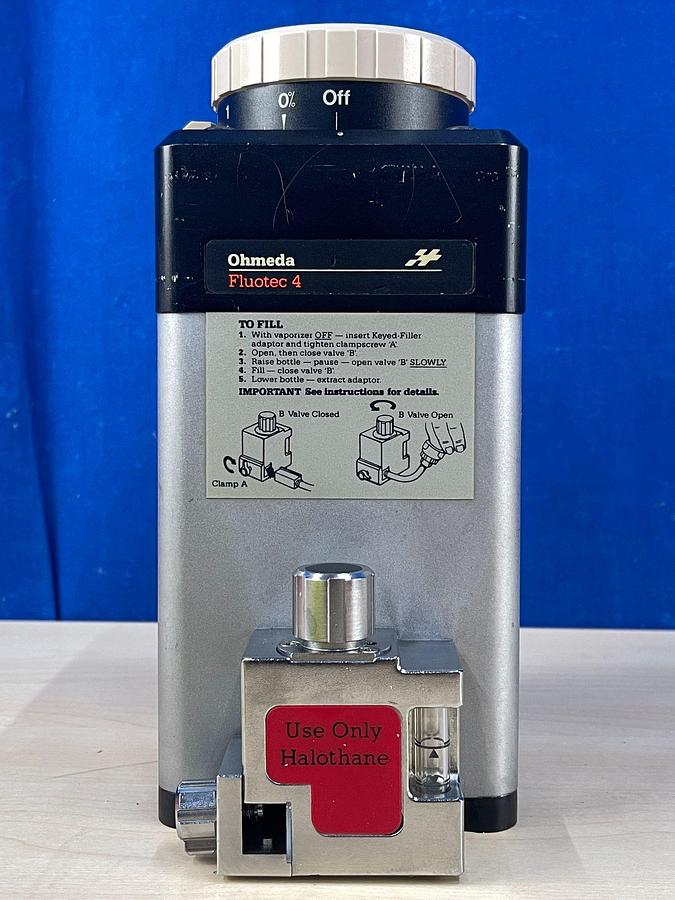 1 0% Off
Ohmeda
Fluotec 4
TO FILL
1. With vaporizer OFF — insert Keyed-Filler
adaptor and tighten clampscrew 'A'.
2. Open, then close valve 'B'.
3. Raise bottle — pause — open valve 'B' SLOWLY.
4. Fill — close valve 'B'.
5. Lower bottle — extract adaptor.
IMPORTANT See instructions for details.
B Valve Closed
B Valve Open
Clamp A
Use Only
Halothane